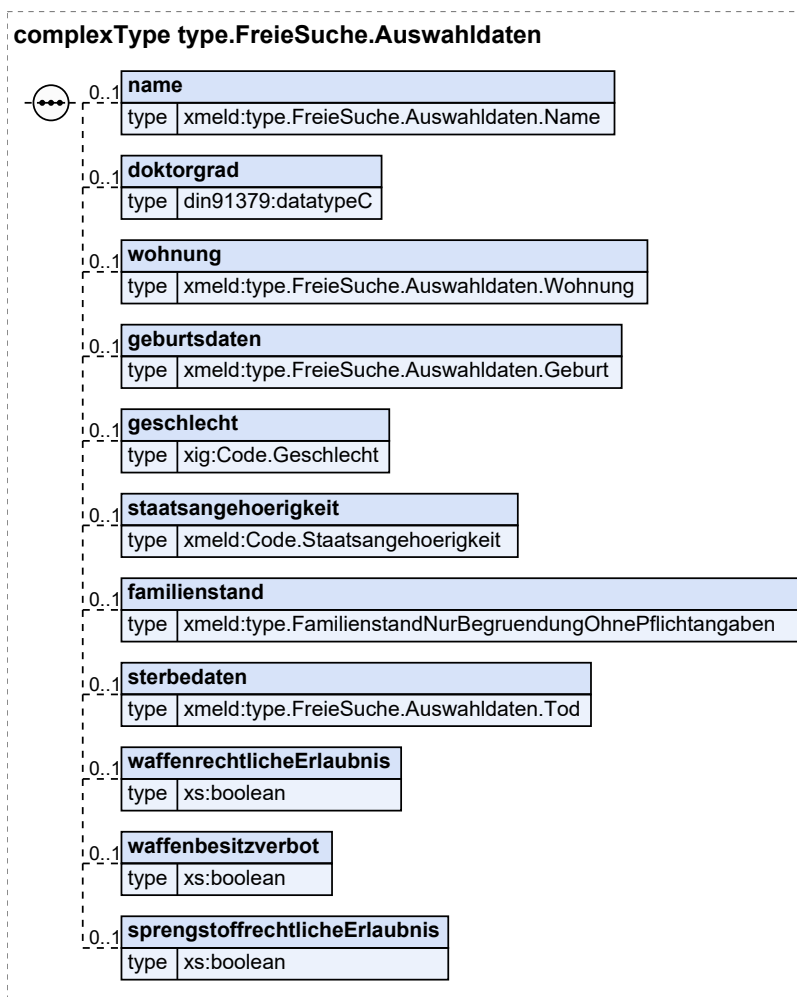 complexType type.FreieSuche.Auswahldaten
0..1 name
type xmeld:type.FreieSuche.Auswahldaten.Name
0..1 doktorgrad
type din91379:datatypeC
0..1 wohnung
type xmeld:type.FreieSuche.Auswahldaten.Wohnung
0..1 geburtsdaten
type xmeld:type.FreieSuche.Auswahldaten.Geburt
0..1 geschlecht
type xig:Code.Geschlecht
0..1 staatsangehoerigkeit
type xmeld:Code.Staatsangehoerigkeit
0..1 familienstand
type xmeld:type.FamilienstandNurBegruendungOhnePflichtangaben
0..1 sterbedaten
type xmeld:type.FreieSuche.Auswahldaten.Tod
0..1 waffenrechtlicheErlaubnis
type xs:boolean
0..1 waffenbesitzverbot
type xs:boolean
0..1 sprengstoffrechtlicheErlaubnis
type xs:boolean